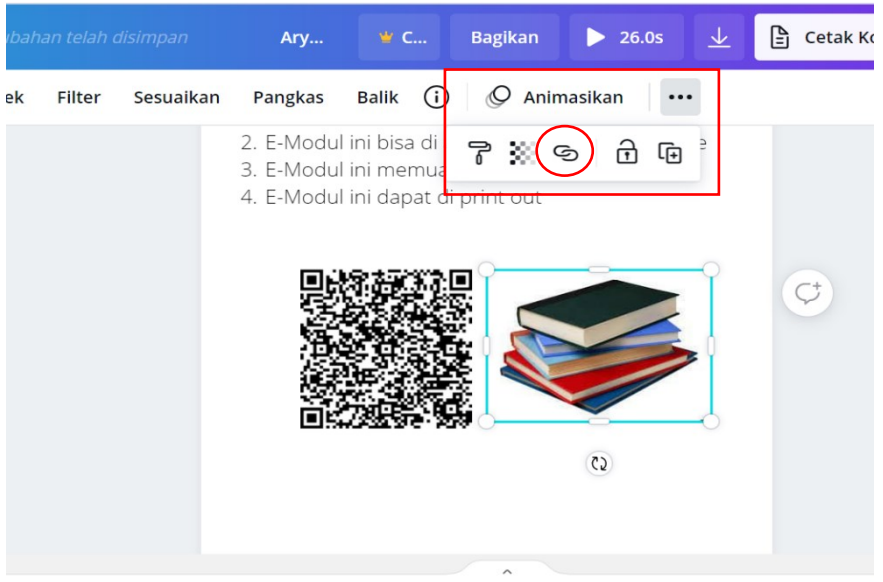 ubahan telah disimpan Ary... C... Bagikan 26.0s Cetak Ko
ek Filter Sesuaikan Pangkas Balik Animasikan
2. E-Modul ini bisa di e
3. E-Modul ini memua
4. E-Modul ini dapat di print out